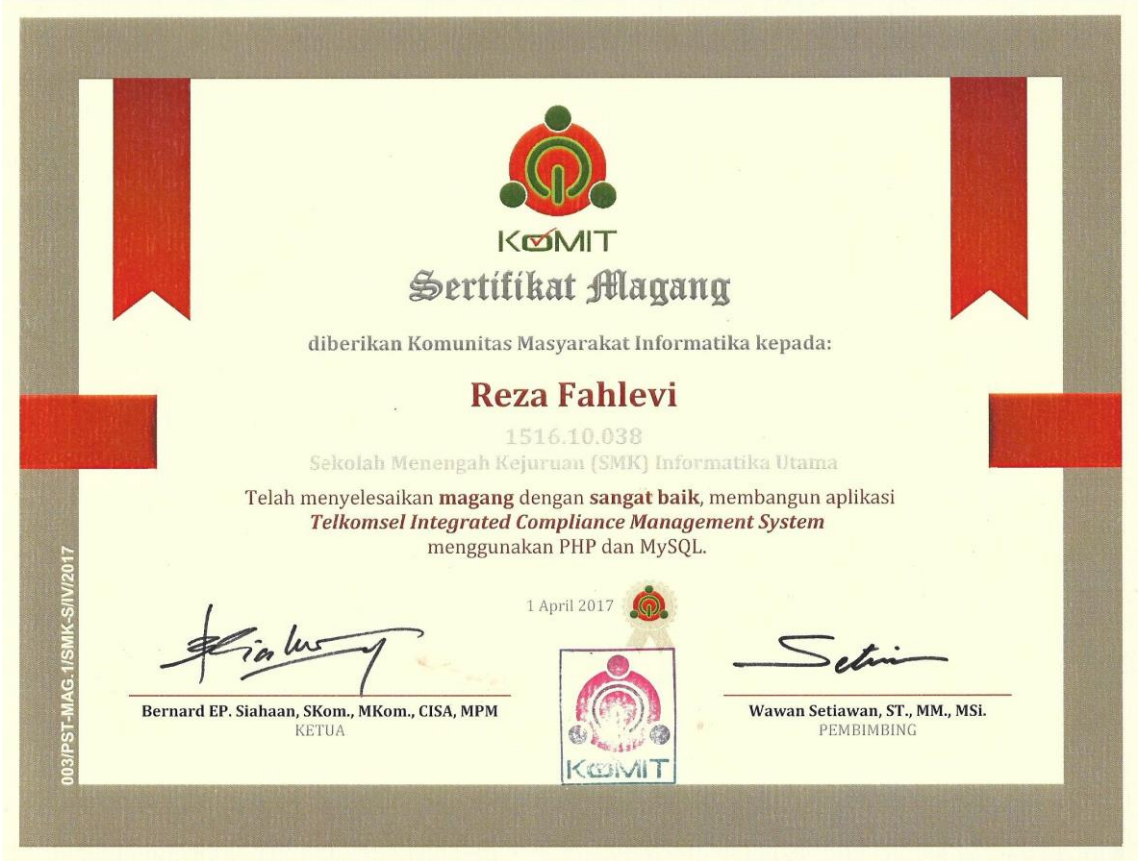 KOMIT
Sertifikat Magang
diberikan Komunitas Masyarakat Informatika kepada:
Reza Fahlevi
1516.10.038
Sekolah Menengah Kejuruan (SMK) Informatika Utama
Telah menyelesaikan magang dengan sangat baik, membangun aplikasi
Telkomsel Integrated Compliance Management System
menggunakan PHP dan MySQL.
1 April 2017
Bernard EP. Siahaan, SKom., MKom., CISA, MPM
KETUA
KOMIT
Wawan Setiawan, ST., MM., MSi.
PEMBIMBING
003/PST-MAG.1/SMK-S/IV/2017